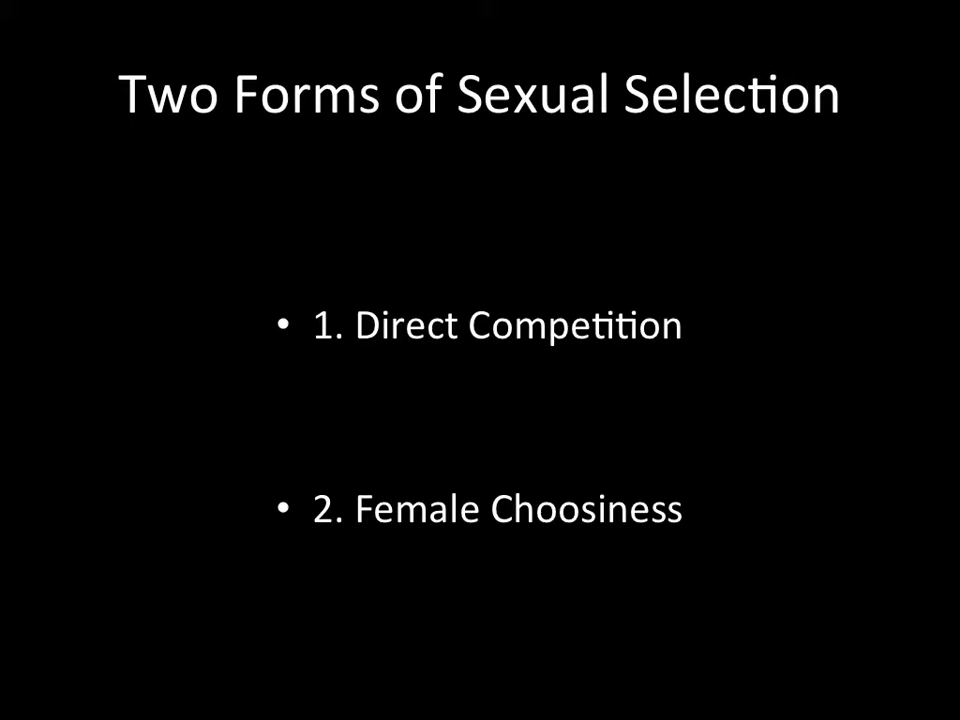 Two Forms of Sexual Selection
• 1. Direct Competition
• 2. Female Choosiness